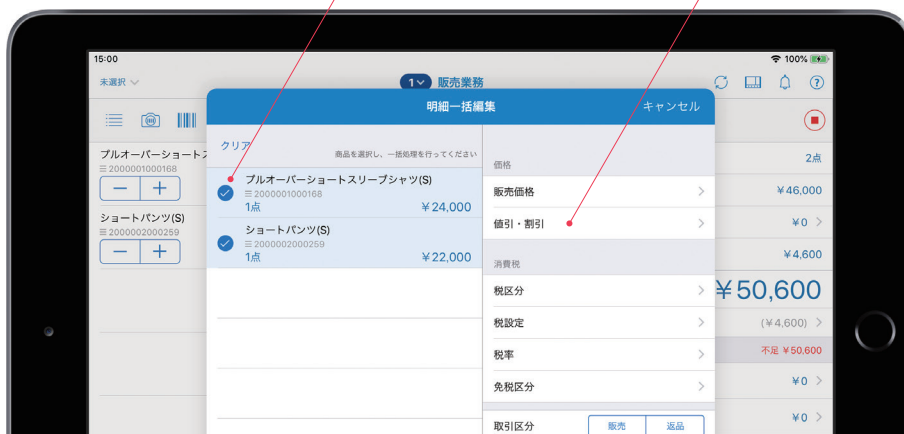 15:00
100%
未選択
1 販売業務
明細一括編集
キャンセル
クリア
商品を選択し、一括処理を行ってください
プルオーバーショートスリーブシャツ(S)
2000001000168
1点 ¥24,000
ショートパンツ(S)
2000002000259
1点 ¥22,000
価格
販売価格
値引・割引
消費税
税区分
税設定
税率
免税区分
取引区分 販売 返品
プルオーバーショートス
2000001000168
− +
ショートパンツ(S)
2000002000259
− +
2点
¥46,000
¥0
¥4,600
¥50,600
(¥4,600)
不足 ¥50,600
¥0
¥0